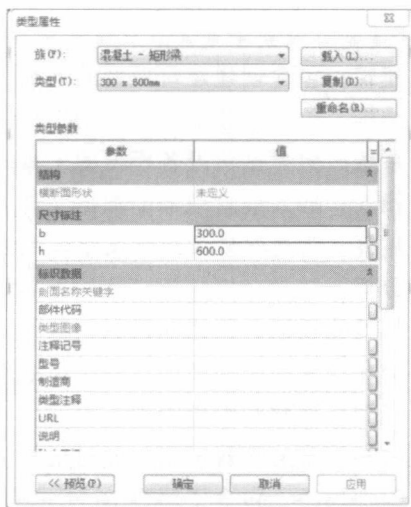 类型属性
族(F): 混凝土 - 矩形梁 载入(L)...
类型(T): 300 x 600mm 复制(D)...
重命名(R)...
类型参数
参数 值 =
结构
横断面形状 未定义
尺寸标注
b 300.0
h 600.0
标识数据
剖面名称关键字
部件代码
类型图像
注释记号
型号
制造商
类型注释
URL
说明
<< 预览(P) 确定 取消 应用